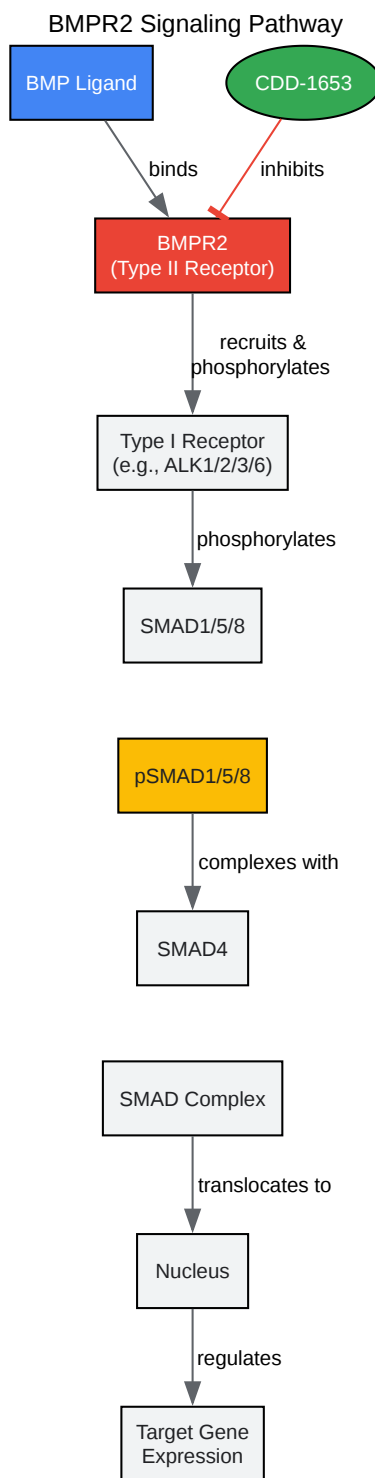 BMPR2 Signaling Pathway
BMP Ligand
CDD-1653
binds
inhibits
BMPR2
(Type II Receptor)
recruits &
phosphorylates
Type I Receptor
(e.g., ALK1/2/3/6)
phosphorylates
SMAD1/5/8
pSMAD1/5/8
complexes with
SMAD4
SMAD Complex
translocates to
Nucleus
regulates
Target Gene
Expression